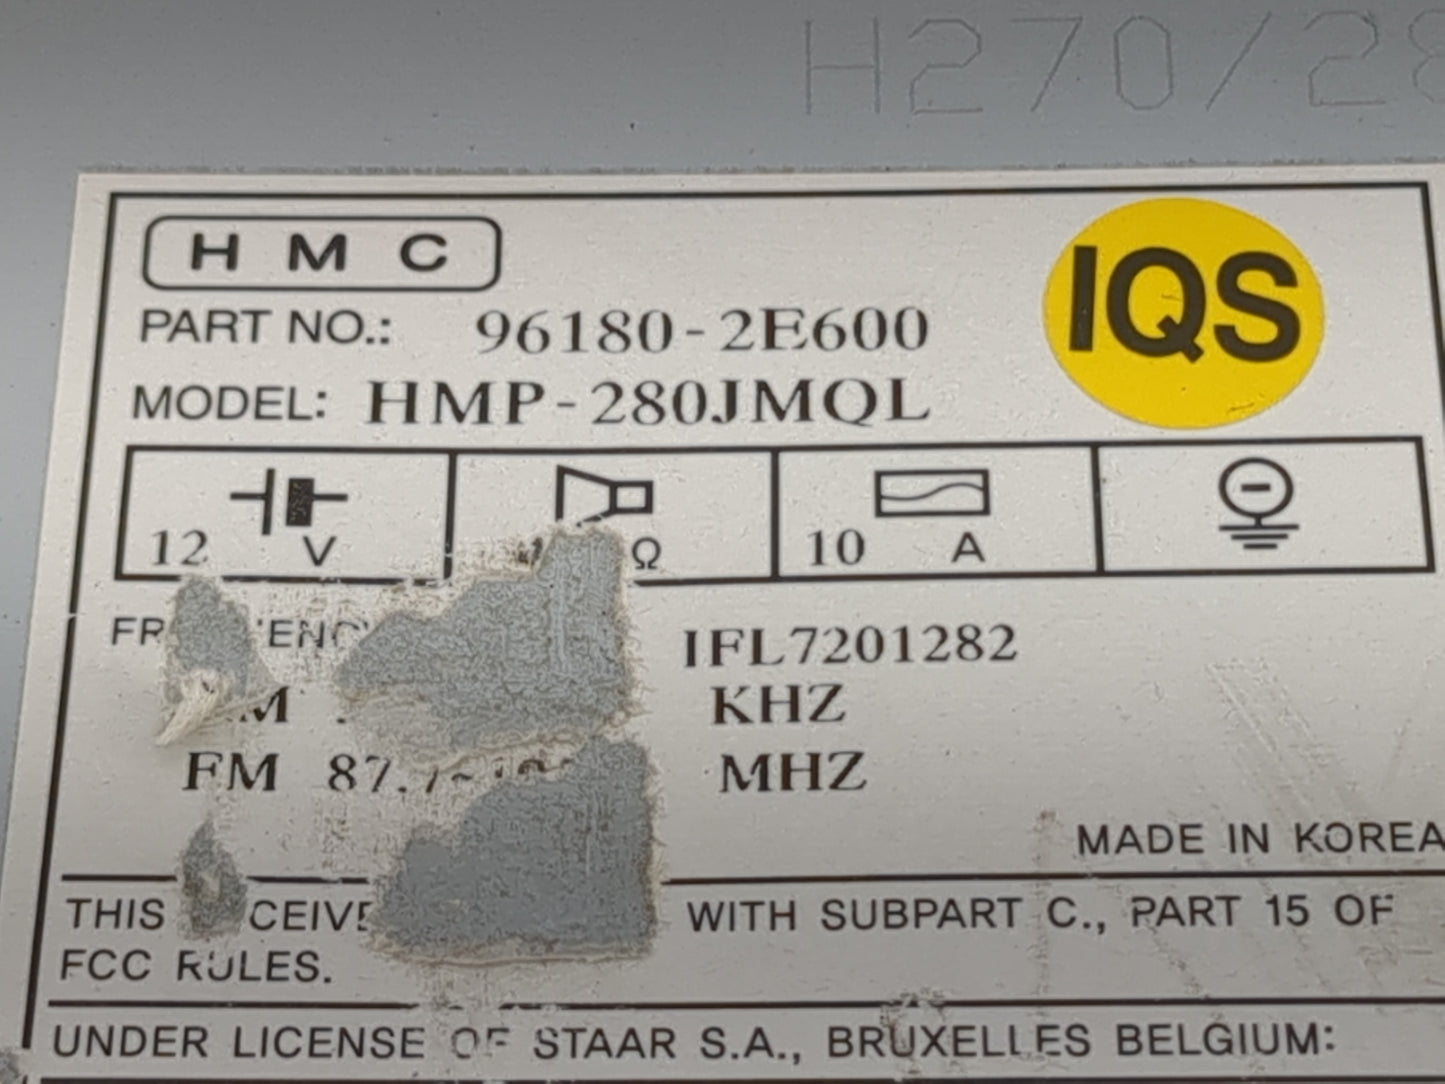 H270/28
HMC
IQS
PART NO.: 96180-2E600
MODEL: HMP-280JMQL
12 V Ω 10 A
IFL7201282
KHZ
FM MHZ
MADE IN KOREA
THIS WITH SUBPART C., PART 15 OF
FCC RULES.
UNDER LICENSE OF STAAR S.A., BRUXELLES BELGIUM: